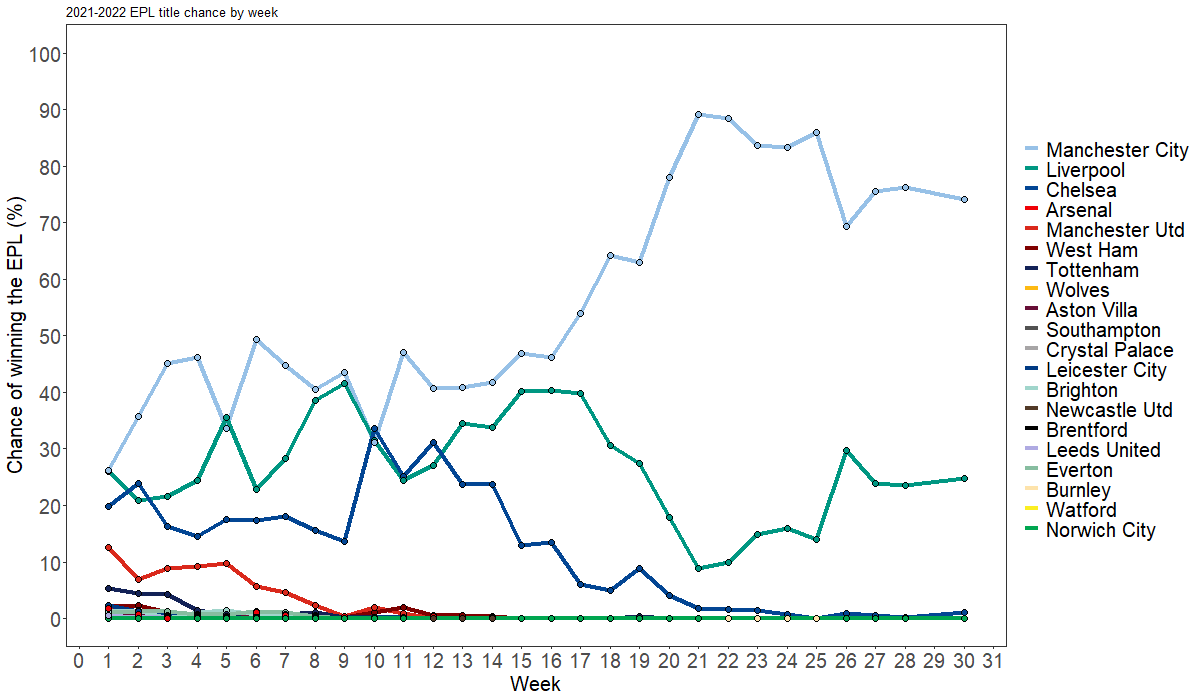 2021-2022 EPL title chance by week
Chance of winning the EPL (%)
100
90
80
70
60
50
40
30
20
10
0
0 1 2 3 4 5 6 7 8 9 10 11 12 13 14 15 16 17 18 19 20 21 22 23 24 25 26 27 28 29 30 31
Week
Manchester City
Liverpool
Chelsea
Arsenal
Manchester Utd
West Ham
Tottenham
Wolves
Aston Villa
Southampton
Crystal Palace
Leicester City
Brighton
Newcastle Utd
Brentford
Leeds United
Everton
Burnley
Watford
Norwich City